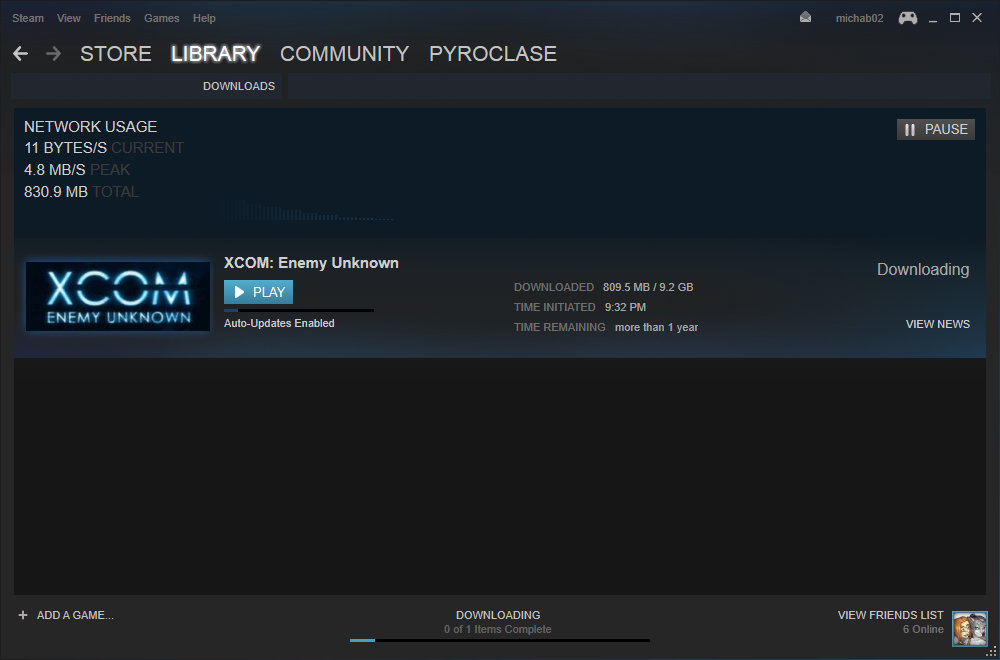 Steam View Friends Games Help michab02
STORE LIBRARY COMMUNITY PYROCLASE
DOWNLOADS
NETWORK USAGE
PAUSE
11 BYTES/S CURRENT
4.8 MB/S PEAK
830.9 MB TOTAL
XCOM
ENEMY UNKNOWN
XCOM: Enemy Unknown
PLAY
Auto-Updates Enabled
DOWNLOADED 809.5 MB / 9.2 GB
TIME INITIATED 9:32 PM
TIME REMAINING more than 1 year
Downloading
VIEW NEWS
ADD A GAME...
DOWNLOADING
0 of 1 Items Complete
VIEW FRIENDS LIST
6 Online